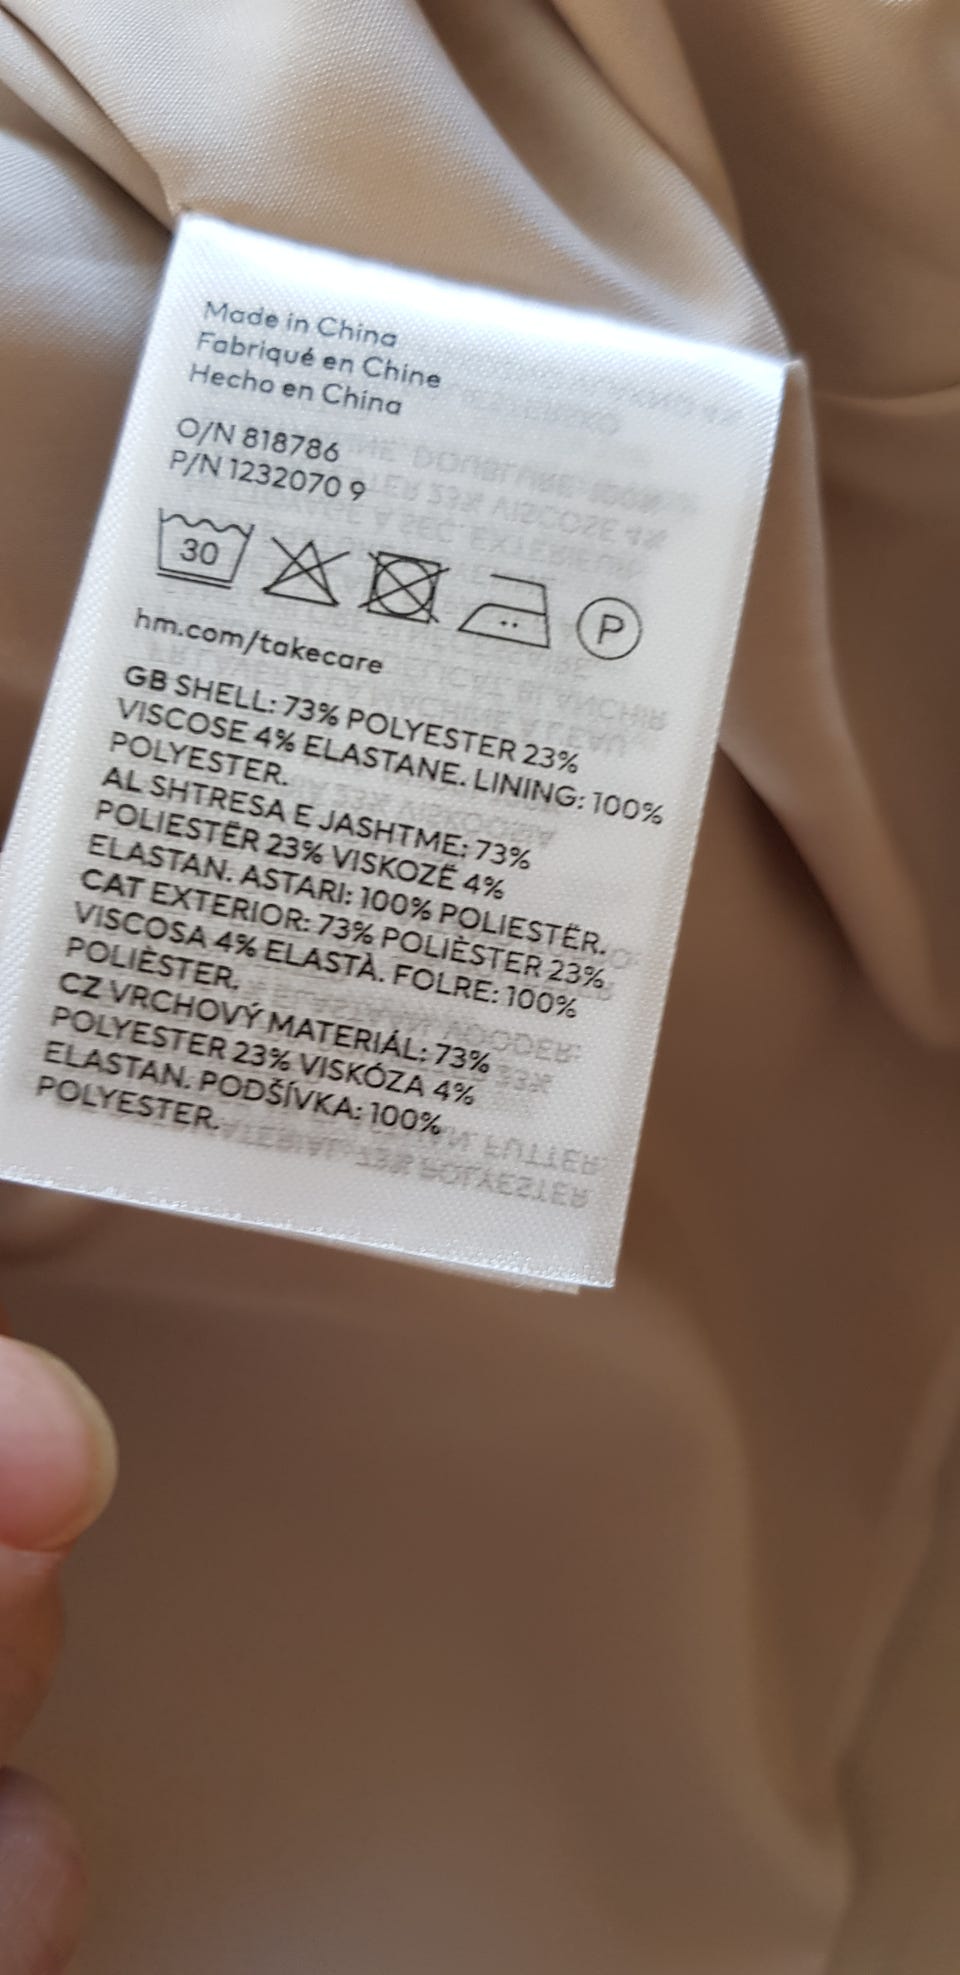 Made in China
Fabriqué en Chine
Hecho en China
O/N 818786
P/N 1232070 9
30
P
hm.com/takecare
GB SHELL: 73% POLYESTER 23%
VISCOSE 4% ELASTANE. LINING: 100%
POLYESTER.
AL SHTRESA E JASHTME: 73%
POLIESTËR 23% VISKOZË 4%
ELASTAN. ASTARI: 100% POLIESTËR.
CAT EXTERIOR: 73% POLIÈSTER 23%
VISCOSA 4% ELASTÀ. FOLRE: 100%
POLIÈSTER.
CZ VRCHOVÝ MATERIÁL: 73%
POLYESTER 23% VISKÓZA 4%
ELASTAN. PODŠÍVKA: 100%
POLYESTER.